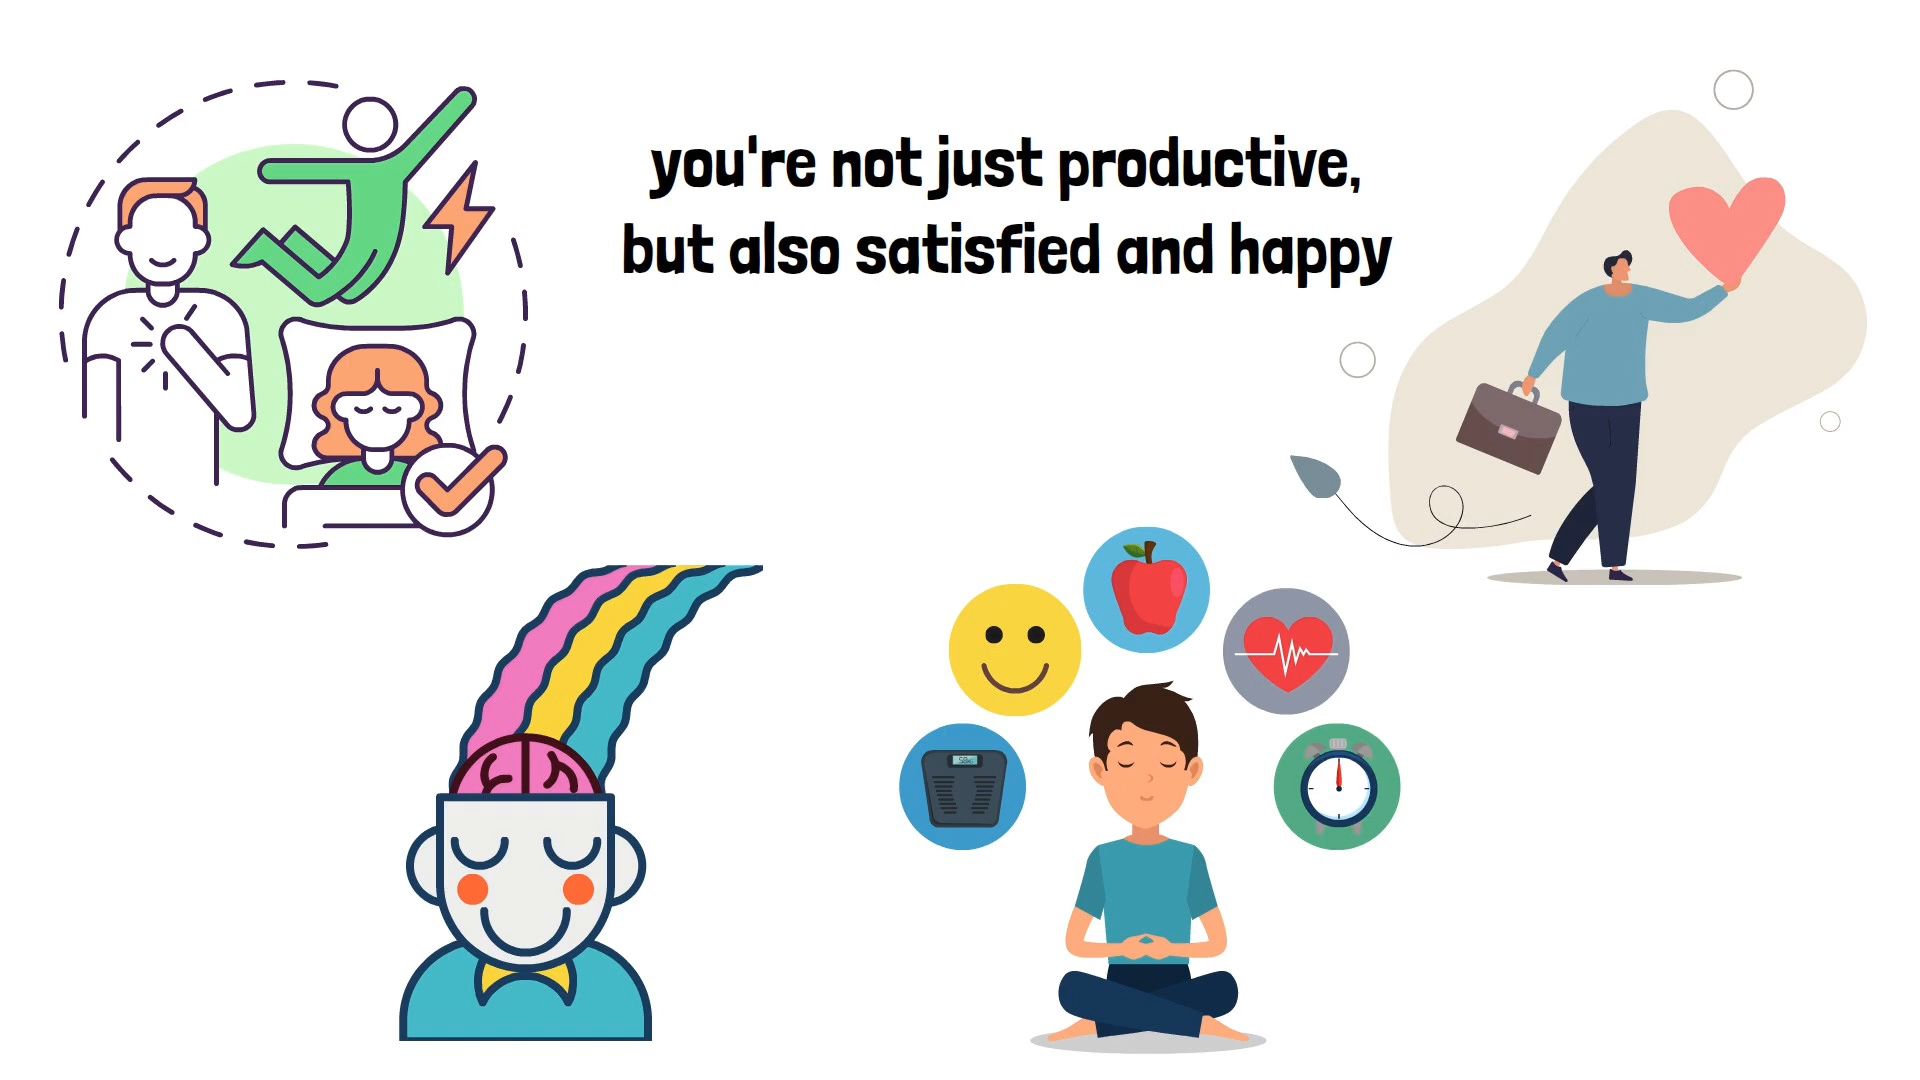 you're not just productive,
but also satisfied and happy